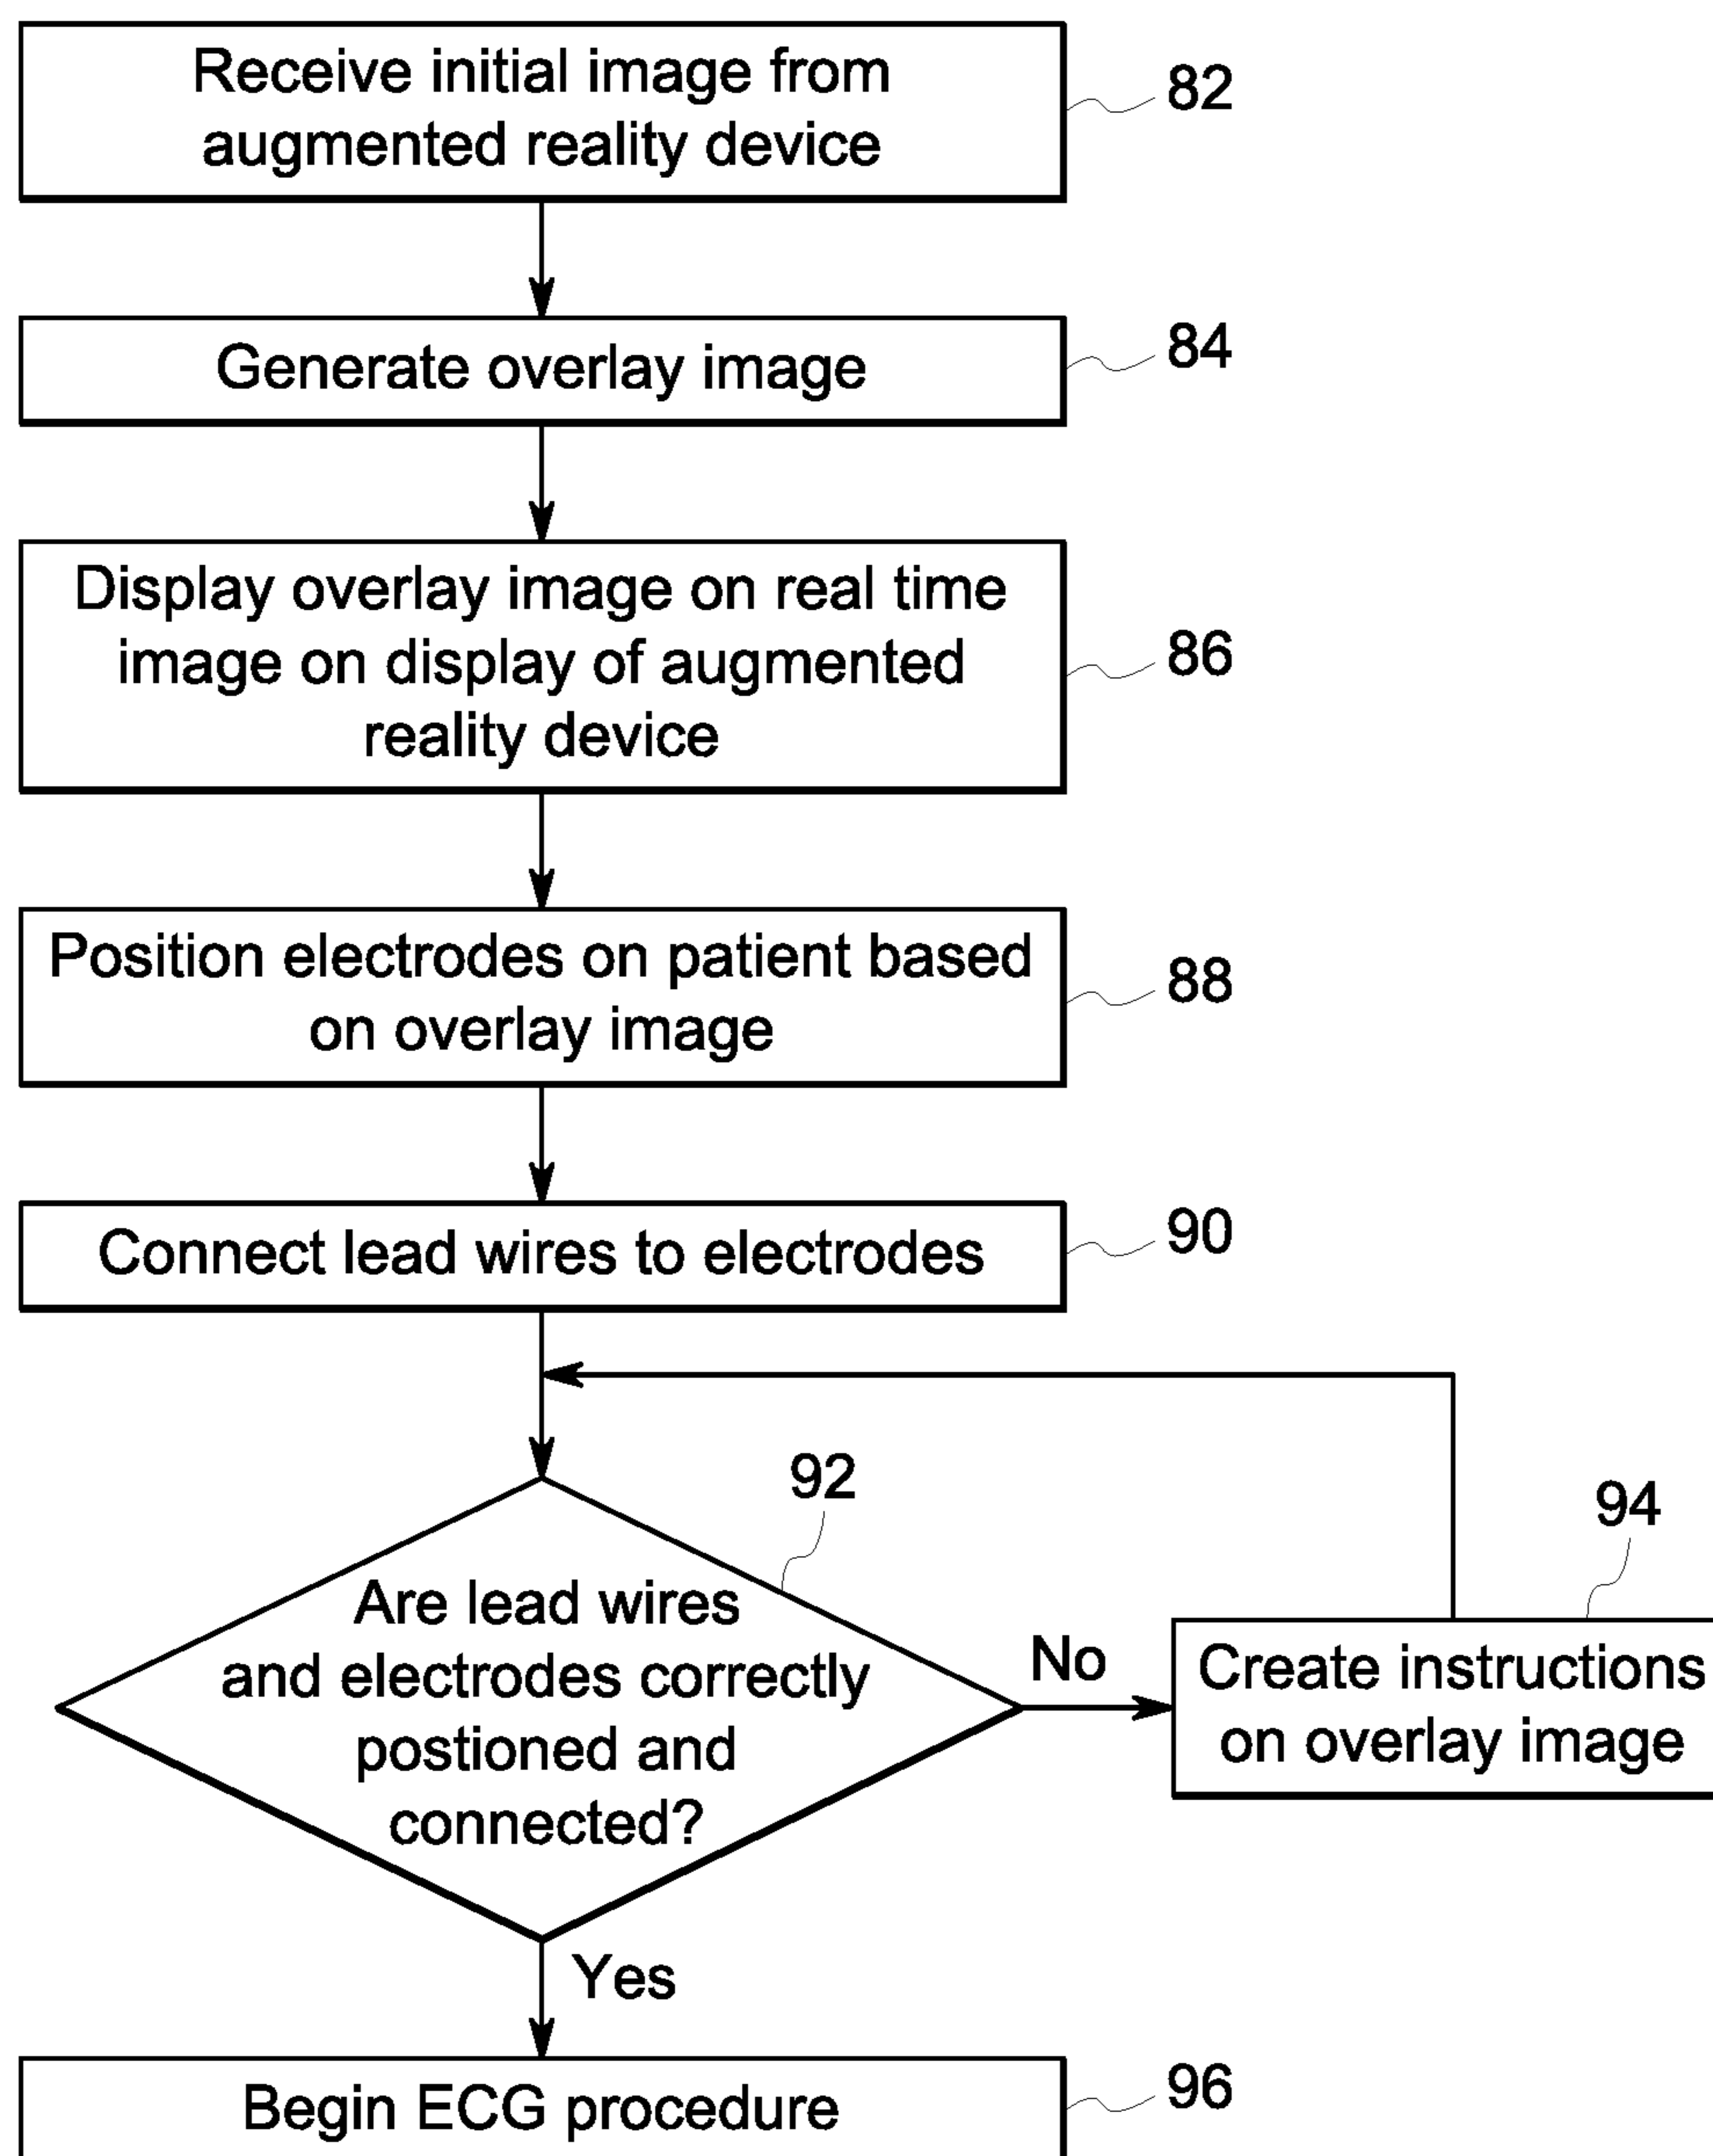 Receive initial image from
augmented reality device
82
Generate overlay image
84
Display overlay image on real time
image on display of augmented
reality device
86
Position electrodes on patient based
on overlay image
88
Connect lead wires to electrodes
90
92
Are lead wires
and electrodes correctly
postioned and
connected?
No
94
Create instructions
on overlay image
Yes
Begin ECG procedure
96